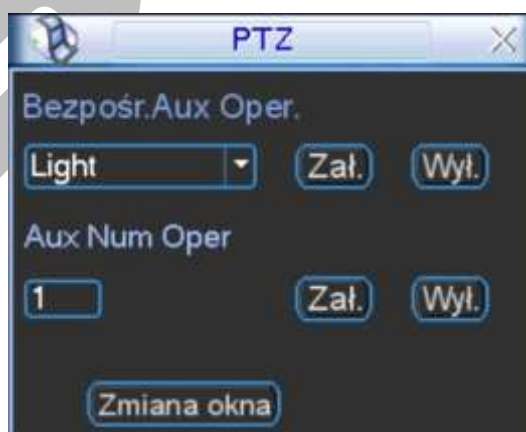 PTZ
Bezpośr.Aux Oper.
Light Zał. Wył.
Aux Num Oper
1 Zał. Wył.
Zmiana okna